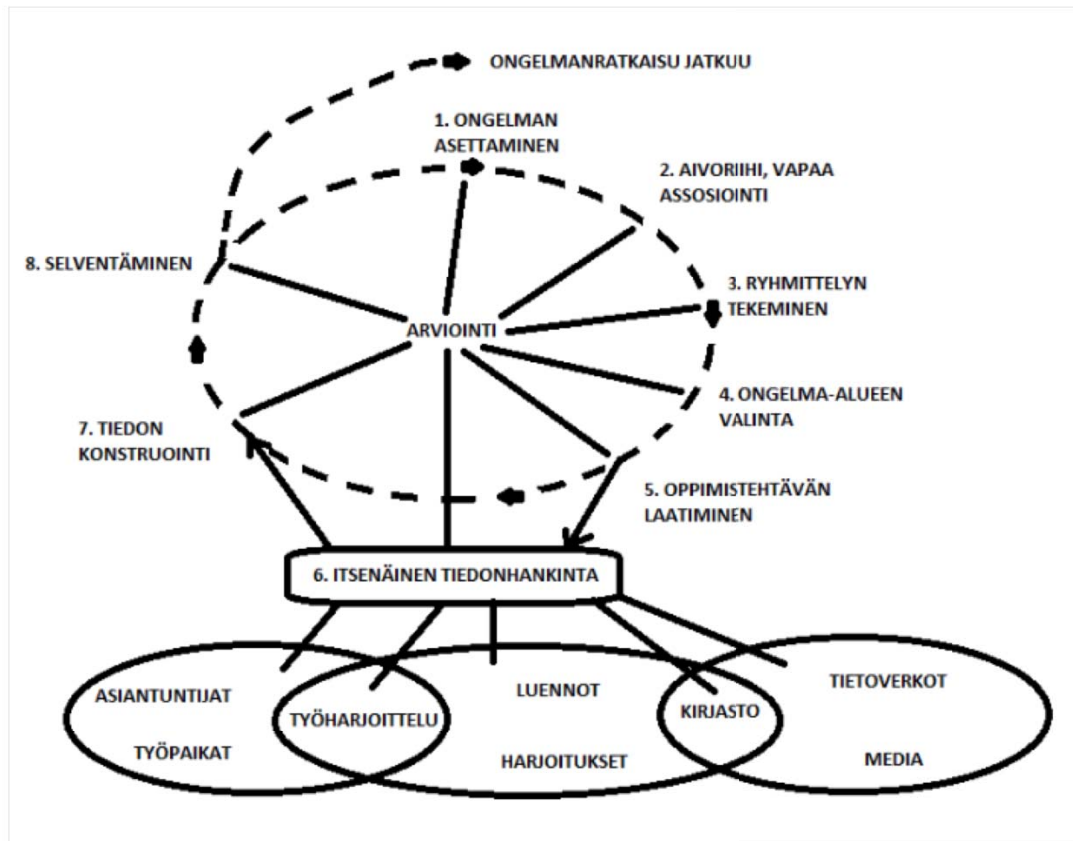 ONGELMANRATKAISU JATKUU
1. ONGELMAN
ASETTAMINEN
2. AIVORIIHI, VAPAA
ASSOSIOINTI
8. SELVENTÄMINEN
3. RYHMITTELYN
TEKEMINEN
ARVIOINTI
4. ONGELMA-ALUEEN
VALINTA
7. TIEDON
KONSTRUOINTI
5. OPPIMISTEHTÄVÄN
LAATIMINEN
6. ITSENÄINEN TIEDONHANKINTA
ASIANTUNTIJAT
TYÖPAIKAT
TYÖHARJOITTELU
LUENNOT
HARJOITUKSET
KIRJASTO
TIETOVERKOT
MEDIA